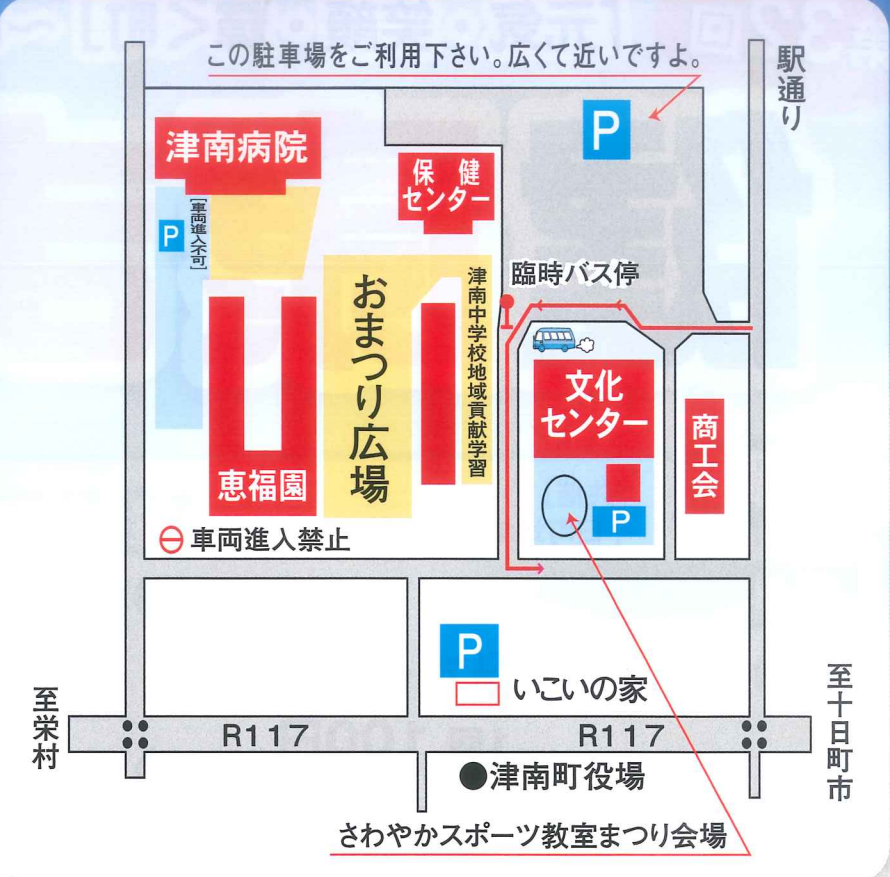 この駐車場をご利用下さい。広くて近いですよ。
駅通り
P
津南病院
保健
センター
P
[車両進入不可]
臨時バス停
おまつり広場
津南中学校地域貢献学習
文化
センター
商工会
恵福園
P
車両進入禁止
P
いこいの家
至栄村
R117
R117
至十日町市
●津南町役場
さわやかスポーツ教室まつり会場